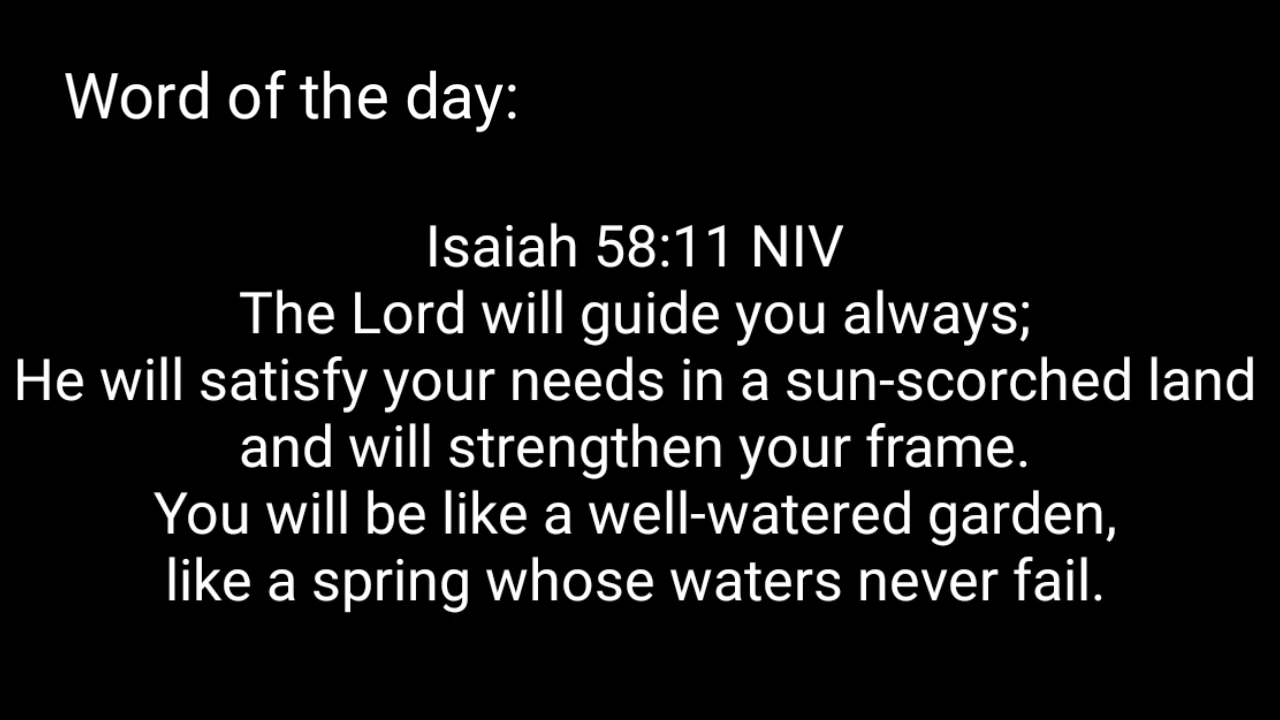 Word of the day:
Isaiah 58:11 NIV
The Lord will guide you always;
He will satisfy your needs in a sun-scorched land
and will strengthen your frame.
You will be like a well-watered garden,
like a spring whose waters never fail.